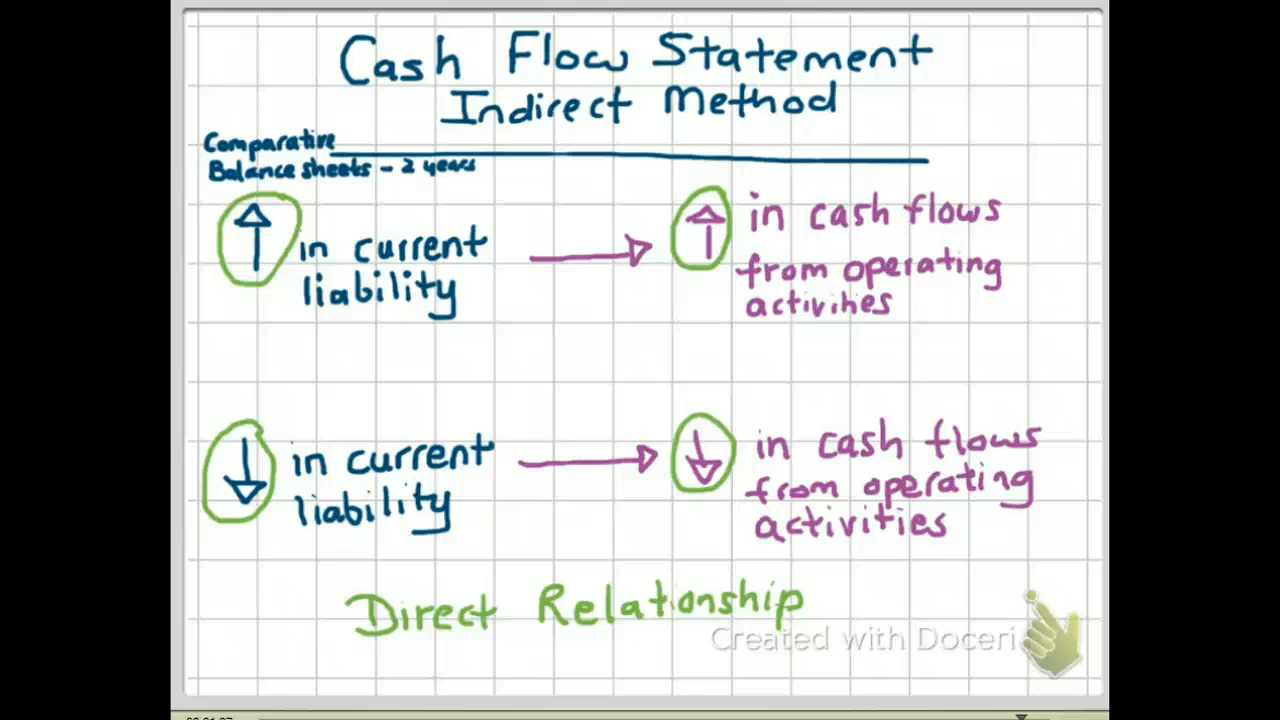 Cash Flow Statement
Indirect Method
Comparative
Balance sheets - 2 years
in current
liability
in cash flows
from operating
activities
in current
liability
in cash flows
from operating
activities
Direct Relationship
Created with Doceri